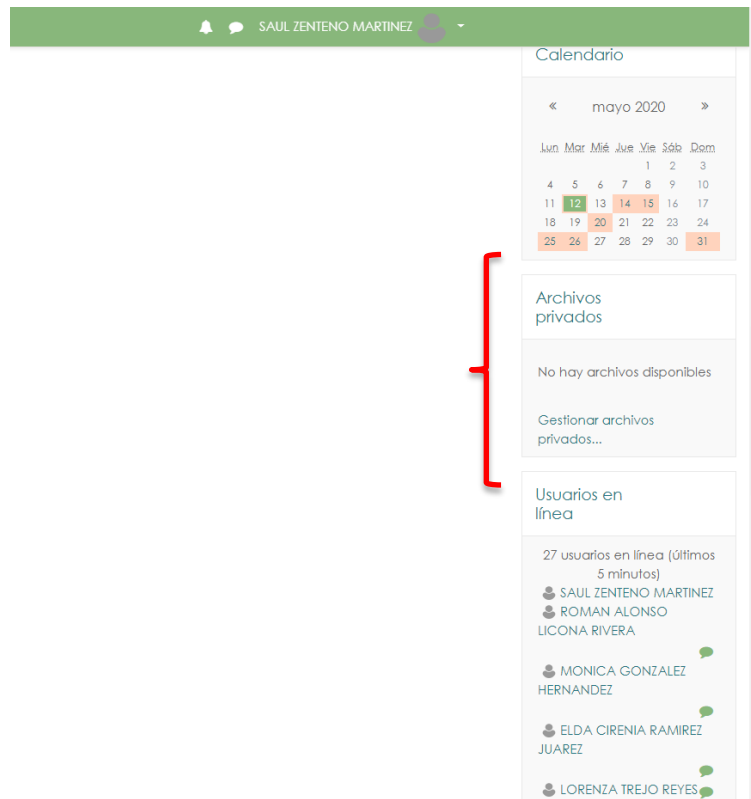 SAUL ZENTENO MARTINEZ
Calendario
« mayo 2020 »
Lun Mar Mié Jue Vie Sáb Dom
1 2 3
4 5 6 7 8 9 10
11 12 13 14 15 16 17
18 19 20 21 22 23 24
25 26 27 28 29 30 31
Archivos
privados
No hay archivos disponibles
Gestionar archivos
privados...
Usuarios en
línea
27 usuarios en línea (últimos
5 minutos)
SAUL ZENTENO MARTINEZ
ROMAN ALONSO
LICONA RIVERA
MONICA GONZALEZ
HERNANDEZ
ELDA CIRENIA RAMIREZ
JUAREZ
LORENZA TREJO REYES